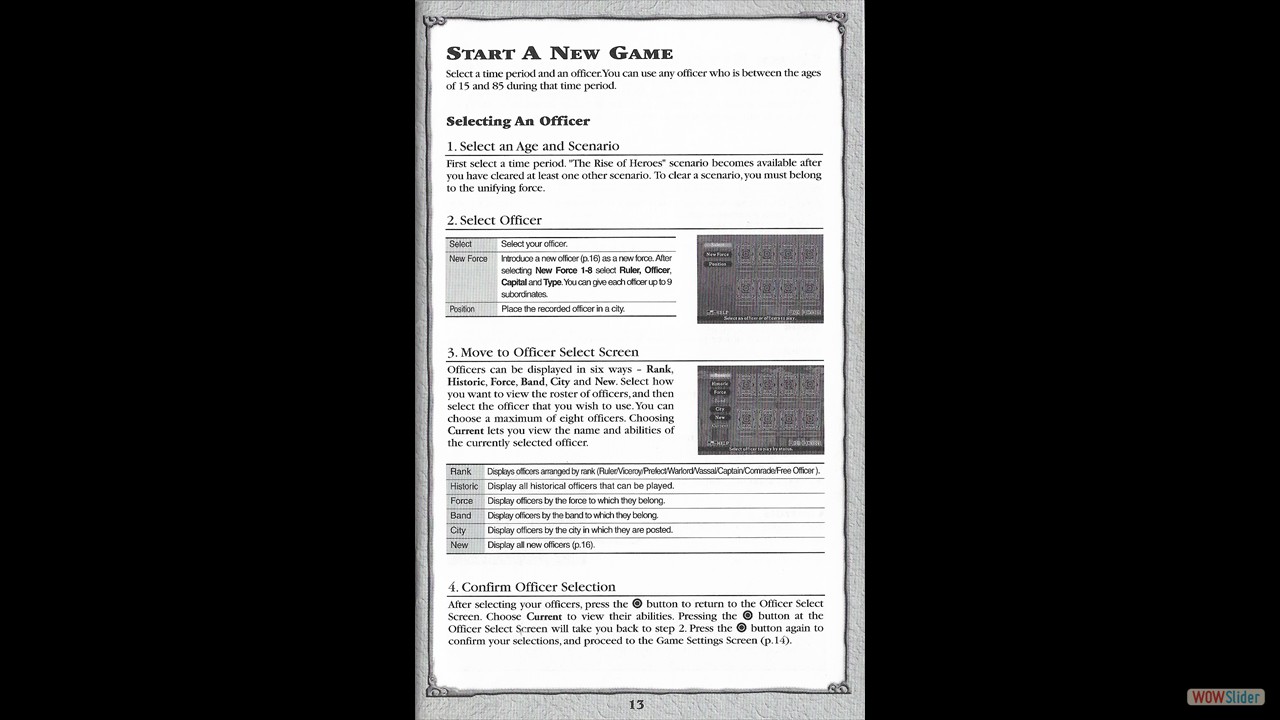 START A NEW GAME
Select a time period and an officer.You can use any officer who is between the ages
of 15 and 85 during that time period.
Selecting An Officer
1. Select an Age and Scenario
First select a time period. "The Rise of Heroes" scenario becomes available after
you have cleared at least one other scenario. To clear a scenario, you must belong
to the unifying force.
2. Select Officer
Select Select your officer.
New Force Introduce a new officer (p.16) as a new force. After
selecting New Force 1-8 select Ruler, Officer,
Capital and Type. You can give each officer up to 9
subordinates.
Position Place the recorded officer in a city.
New Force
Position
Select an officer or officers to play.
3. Move to Officer Select Screen
Officers can be displayed in six ways – Rank,
Historic, Force, Band, City and New. Select how
you want to view the roster of officers, and then
select the officer that you wish to use. You can
choose a maximum of eight officers. Choosing
Current lets you view the name and abilities of
the currently selected officer.
Historic
Force
City
New
Select officer to play by status.
Rank Displays officers arranged by rank (Ruler/Viceroy/Prefect/Warlord/Vassal/Captain/Comrade/Free Officer ).
Historic Display all historical officers that can be played.
Force Display officers by the force to which they belong.
Band Display officers by the band to which they belong.
City Display officers by the city in which they are posted.
New Display all new officers (p.16).
4. Confirm Officer Selection
After selecting your officers, press the button to return to the Officer Select
Screen. Choose Current to view their abilities. Pressing the button at the
Officer Select Screen will take you back to step 2. Press the button again to
confirm your selections, and proceed to the Game Settings Screen (p.14).
13
WOWSlider